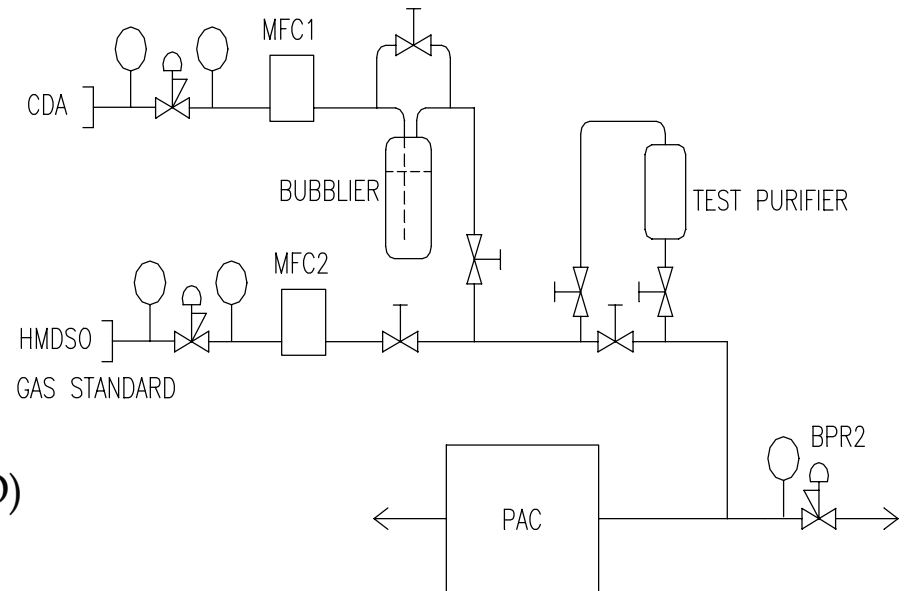 MFC1
CDA
BUBBLIER
TEST PURIFIER
MFC2
HMDSO
GAS STANDARD
BPR2
PAC
)